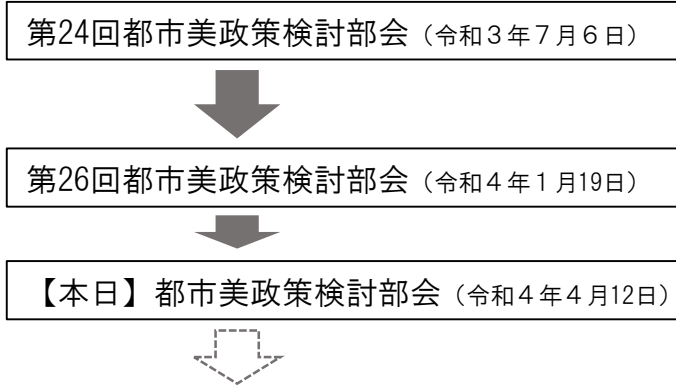 第24回都市美政策検討部会（令和３年７月６日）
第26回都市美政策検討部会（令和４年１月19日）
【本日】都市美政策検討部会（令和４年４月12日）